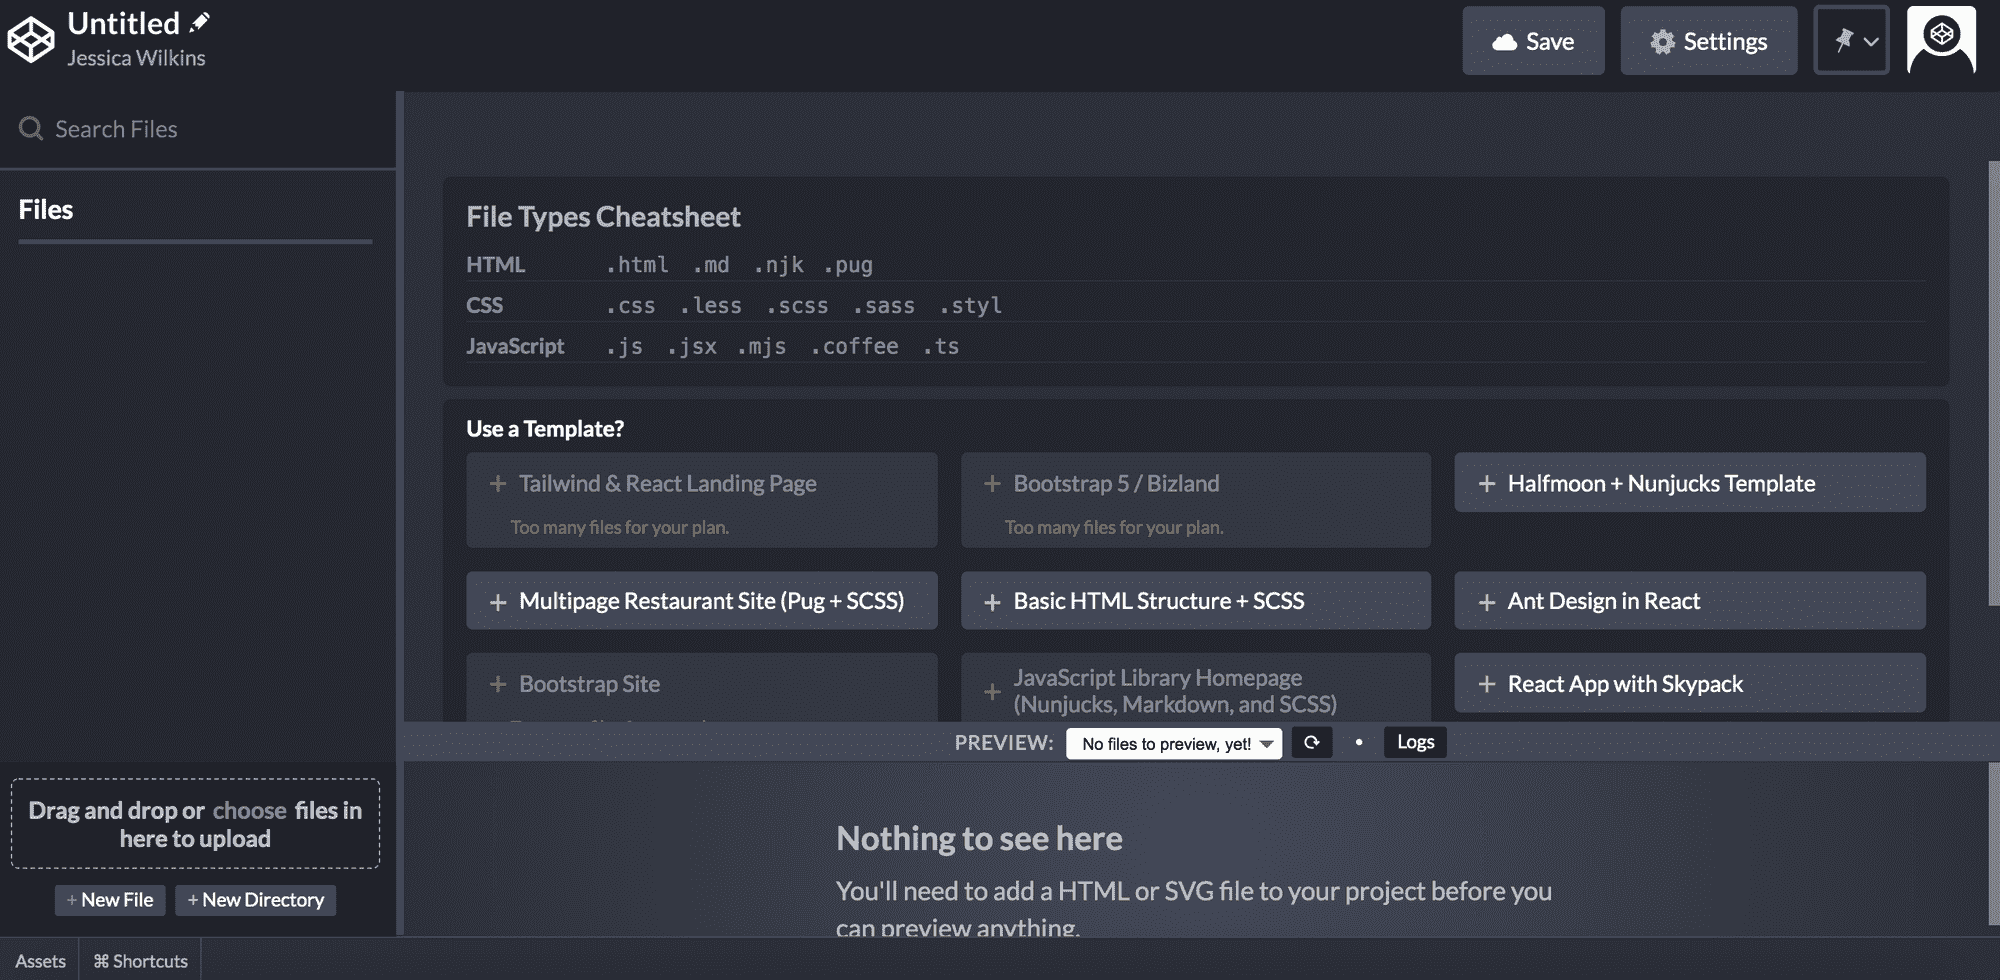 Untitled
Jessica Wilkins
Save
Settings
Search Files
Files
File Types Cheatsheet
HTML .html .md .njk .pug
CSS .css .less .scss .sass .styl
JavaScript .js .jsx .mjs .coffee .ts
Use a Template?
+ Tailwind & React Landing Page
Too many files for your plan.
+ Bootstrap 5 / Bizland
Too many files for your plan.
+ Halfmoon + Nunjucks Template
+ Multipage Restaurant Site (Pug + SCSS)
+ Basic HTML Structure + SCSS
+ Ant Design in React
+ Bootstrap Site
+ JavaScript Library Homepage
(Nunjucks, Markdown, and SCSS)
+ React App with Skypack
PREVIEW: No files to preview, yet! • Logs
Drag and drop or choose files in
here to upload
+ New File + New Directory
Nothing to see here
You'll need to add a HTML or SVG file to your project before you
can preview anything.
Assets ⌘ Shortcuts